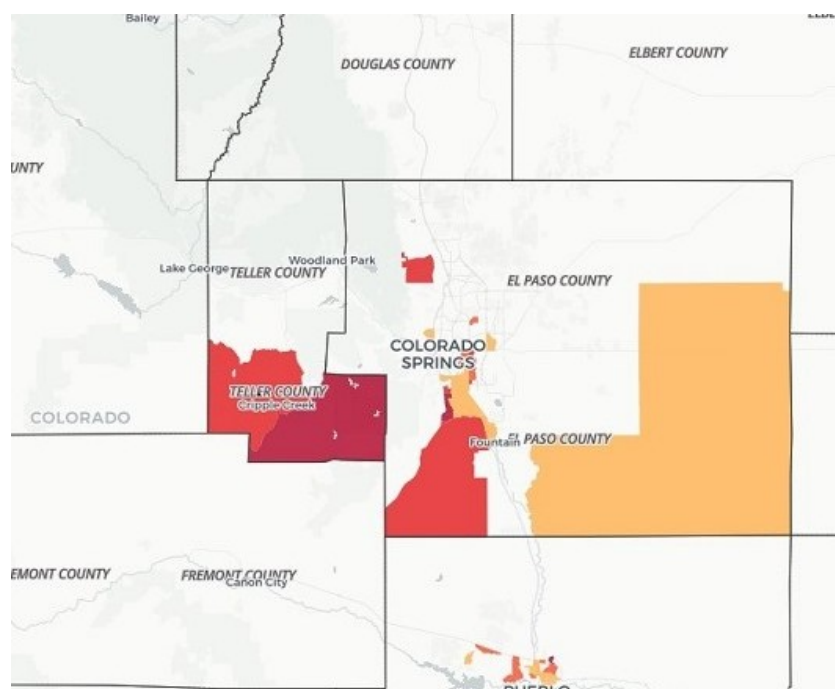 Bailey
DOUGLAS COUNTY
ELBERT COUNTY
UNTY
Lake George
TELLER COUNTY
Woodland Park
EL PASO COUNTY
COLORADO
SPRINGS
TELLER COUNTY
Cripple Creek
COLORADO
Fountain
EL PASO COUNTY
EMONT COUNTY
FREMONT COUNTY
Canon City
PUEBLO